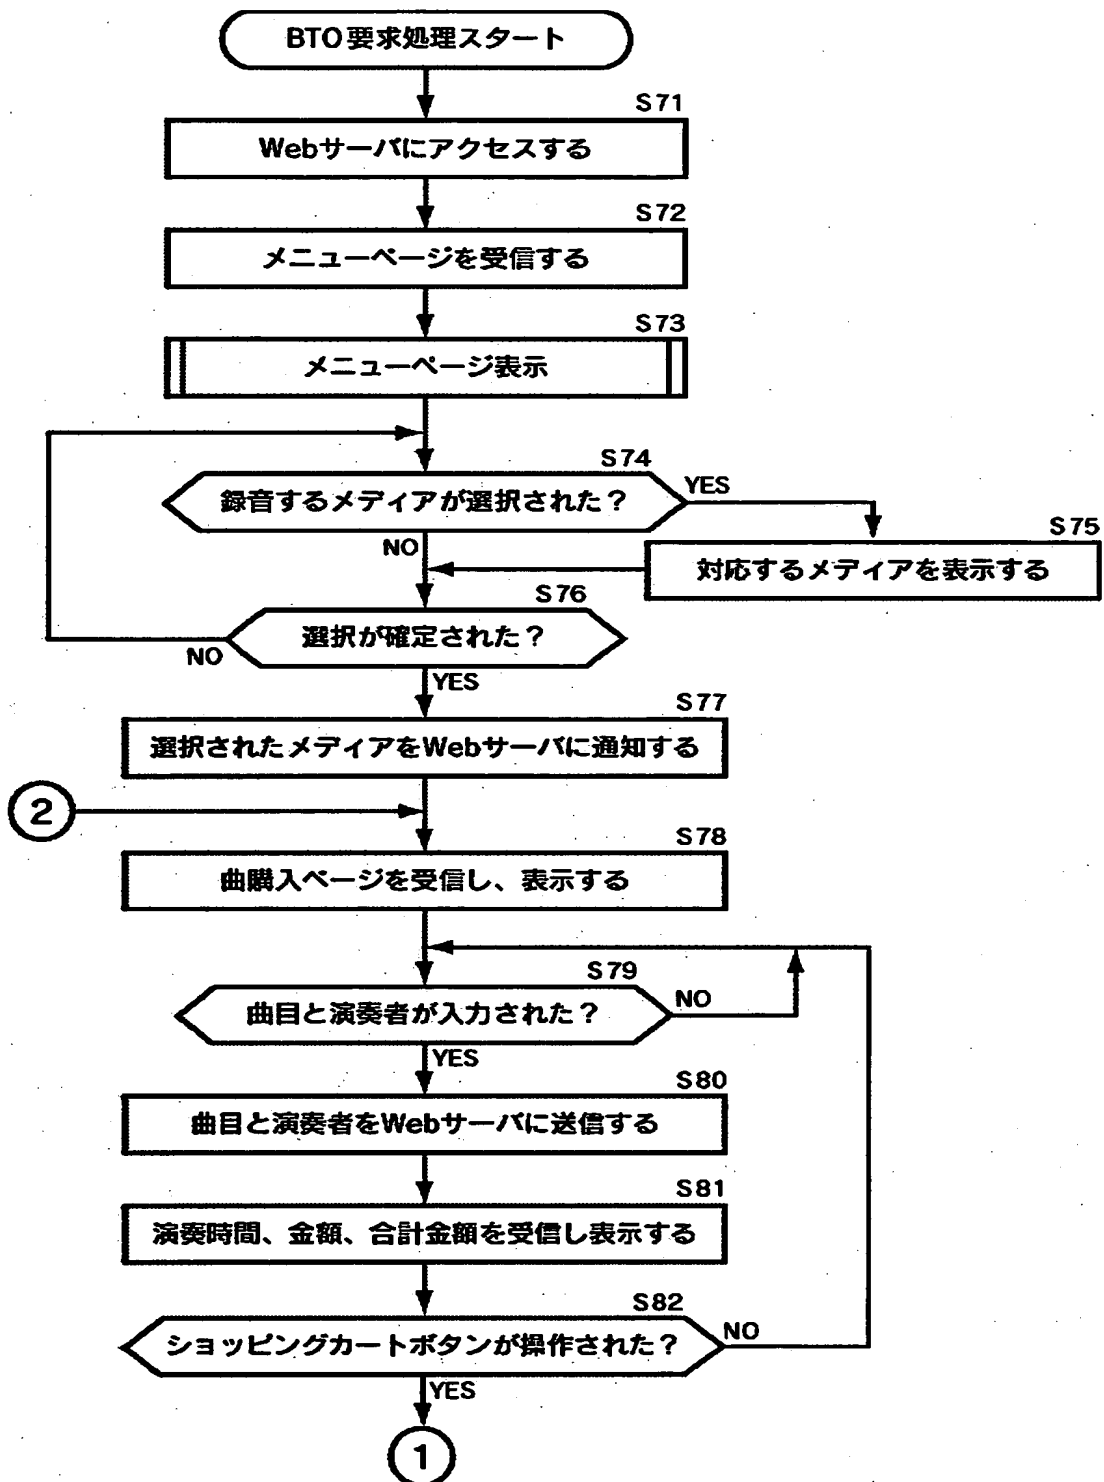 BTO要求処理スタート
S71
Webサーバにアクセスする
S72
メニューページを受信する
S73
メニューページ表示
S74
録音するメディアが選択された？
YES
NO
S75
対応するメディアを表示する
S76
選択が確定された？
NO
YES
S77
選択されたメディアをWebサーバに通知する
2
S78
曲購入ページを受信し、表示する
S79
曲目と演奏者が入力された？
NO
YES
S80
曲目と演奏者をWebサーバに送信する
S81
演奏時間、金額、合計金額を受信し表示する
S82
ショッピングカートボタンが操作された？
NO
YES
1